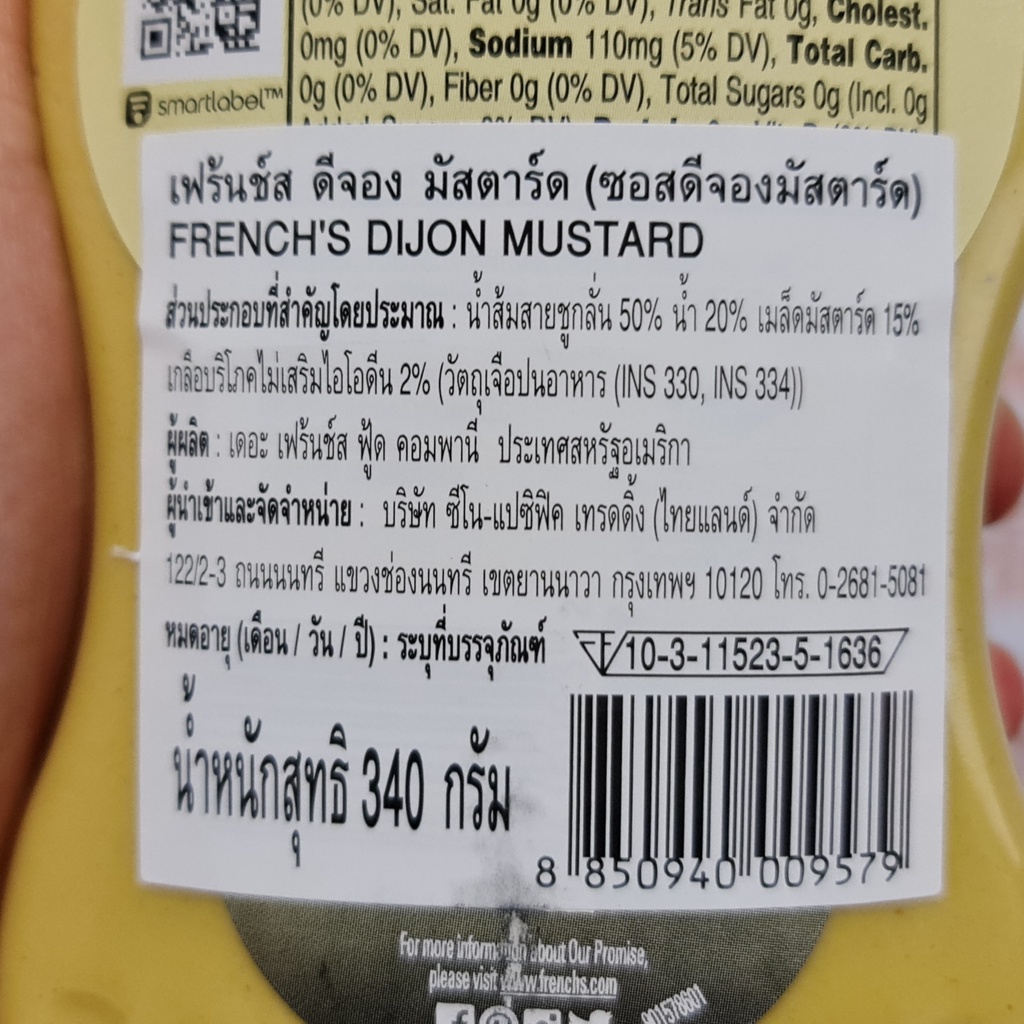 (0% DV), Sat. Fat 0g (0% DV), Trans Fat 0g, Cholest.
0mg (0% DV), Sodium 110mg (5% DV), Total Carb.
0g (0% DV), Fiber 0g (0% DV), Total Sugars 0g (Incl. 0g
smartlabel™
เฟร้นช์ส ดีจอง มัสตาร์ด (ซอสดีจองมัสตาร์ด)
FRENCH'S DIJON MUSTARD
ส่วนประกอบที่สำคัญโดยประมาณ : น้ำส้มสายชูกลั่น 50% น้ำ 20% เมล็ดมัสตาร์ด 15%
เกลือบริโภคไม่เสริมไอโอดีน 2% (วัตถุเจือปนอาหาร (INS 330, INS 334))
ผู้ผลิต : เดอะ เฟร้นช์ส ฟู้ด คอมพานี ประเทศสหรัฐอเมริกา
ผู้นำเข้าและจัดจำหน่าย : บริษัท ซีโน-แปซิฟิค เทรดดิ้ง (ไทยแลนด์) จำกัด
122/2-3 ถนนนนทรี แขวงช่องนนทรี เขตยานนาวา กรุงเทพฯ 10120 โทร. 0-2681-5081
หมดอายุ (เดือน / วัน / ปี) : ระบุที่บรรจุภัณฑ์
10-3-11523-5-1636
น้ำหนักสุทธิ 340 กรัม
8 850940 009579
For more information about Our Promise,
please visit www.frenchs.com
901578601